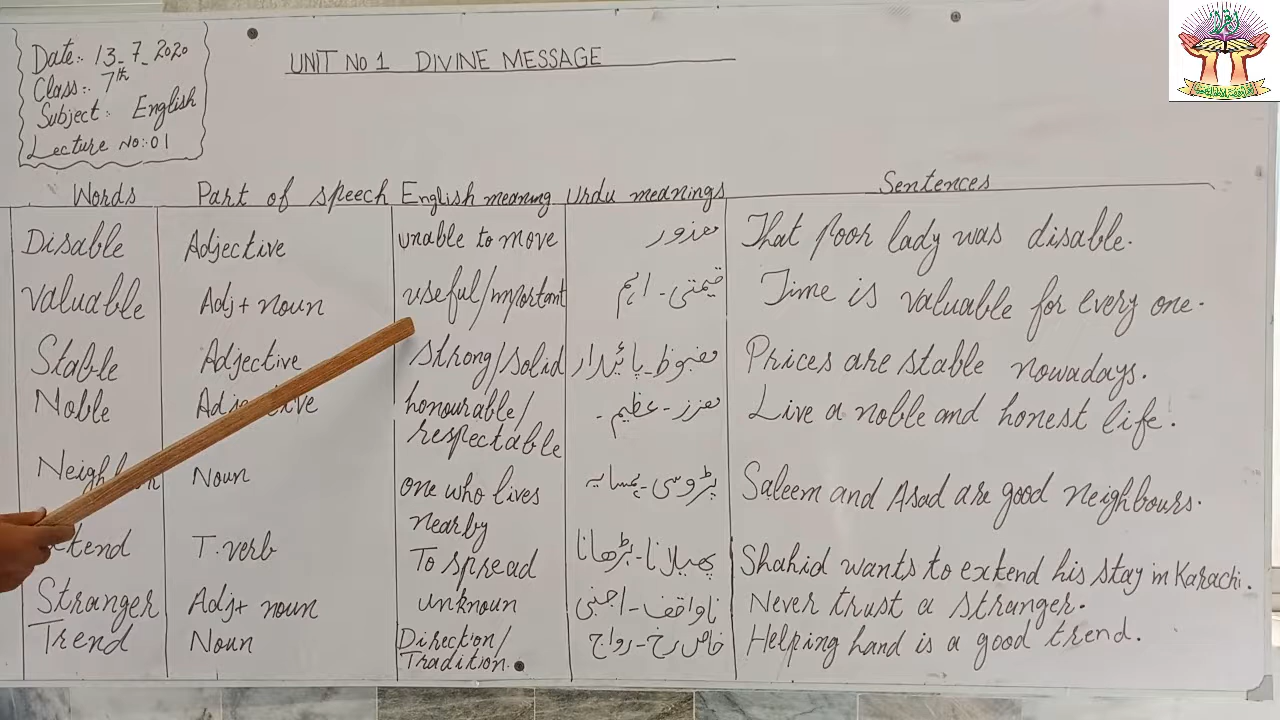 Date:- 13-7-2020
Class:- 7th
Subject: English
Lecture No:-01
UNIT No 1 DIVINE MESSAGE
Words Part of speech English meaning Urdu meanings Sentences
Disable Adjective unable to move معذور That poor lady was disable.
Valuable Adj+ noun useful/important قیمتی - اہم Time is valuable for every one.
Stable Adjective strong/solid مضبوط - پائیدار Prices are stable nowadays.
Noble honourable/ respectable معزز - عظیم - Live a noble and honest life.
Noun one who lives nearby پڑوسی - ہمسایہ Saleem and Asad are good neighbours.
T.verb To spread پھیلانا - بڑھانا Shahid wants to extend his stay in Karachi.
Stranger Adj+ noun unknoun ناواقف - اجنبی Never trust a stranger.
Trend Noun Direction/ Tradition. خاص رخ - رواج Helping hand is a good trend.